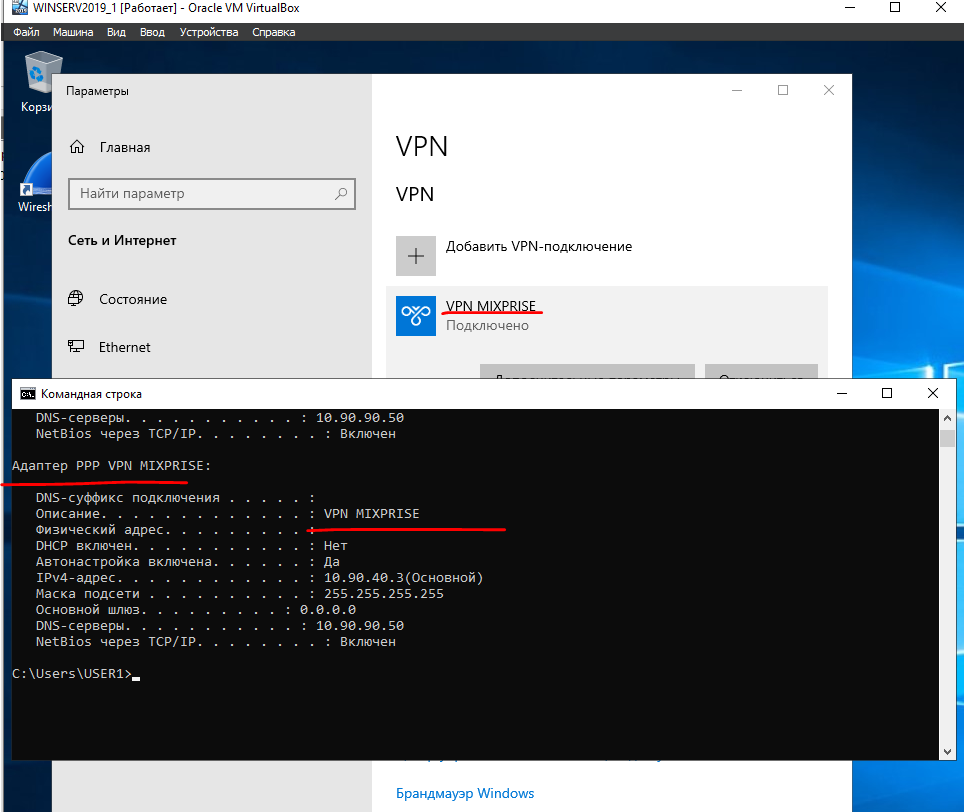 WINSERV2019_1 [Работает] - Oracle VM VirtualBox
Файл Машина Вид Ввод Устройства Справка
Параметры
Главная
Найти параметр
Сеть и Интернет
Состояние
Ethernet
VPN
VPN
Добавить VPN-подключение
VPN MIXPRISE
Подключено
Командная строка
DNS-серверы. . . . . . . . . . . : 10.90.90.50
NetBios через TCP/IP. . . . . . . . : Включен
Адаптер PPP VPN MIXPRISE:
DNS-суффикс подключения . . . . . :
Описание. . . . . . . . . . . . . : VPN MIXPRISE
Физический адрес. . . . . . . . . :
DHCP включен. . . . . . . . . . . : Нет
Автонастройка включена. . . . . . : Да
IPv4-адрес. . . . . . . . . . . . : 10.90.40.3(Основной)
Маска подсети . . . . . . . . . . : 255.255.255.255
Основной шлюз. . . . . . . . . : 0.0.0.0
DNS-серверы. . . . . . . . . . . : 10.90.90.50
NetBios через TCP/IP. . . . . . . . : Включен
C:\Users\USER1>
Брандмауэр Windows